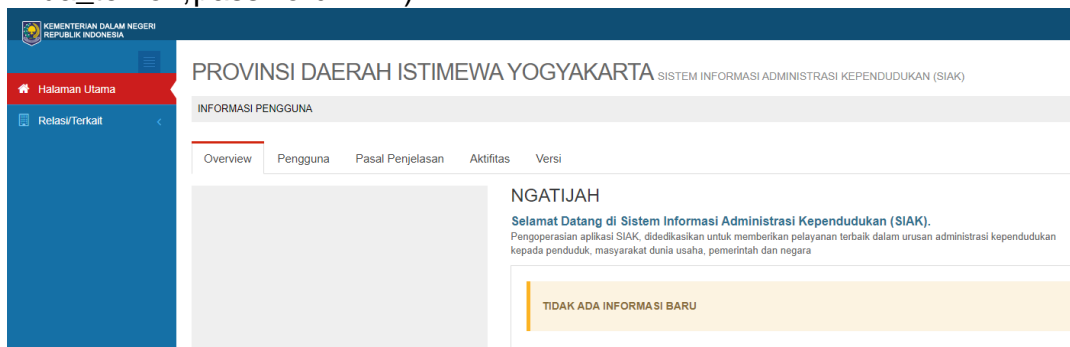 KEMENTERIAN DALAM NEGERI
REPUBLIK INDONESIA
Halaman Utama
Relasi/Terkait
PROVINSI DAERAH ISTIMEWA YOGYAKARTA SISTEM INFORMASI ADMINISTRASI KEPENDUDUKAN (SIAK)
INFORMASI PENGGUNA
Overview Pengguna Pasal Penjelasan Aktifitas Versi
NGATIJAH
Selamat Datang di Sistem Informasi Administrasi Kependudukan (SIAK).
Pengoperasian aplikasi SIAK, didedikasikan untuk memberikan pelayanan terbaik dalam urusan administrasi kependudukan
kepada penduduk, masyarakat dunia usaha, pemerintah dan negara
TIDAK ADA INFORMASI BARU